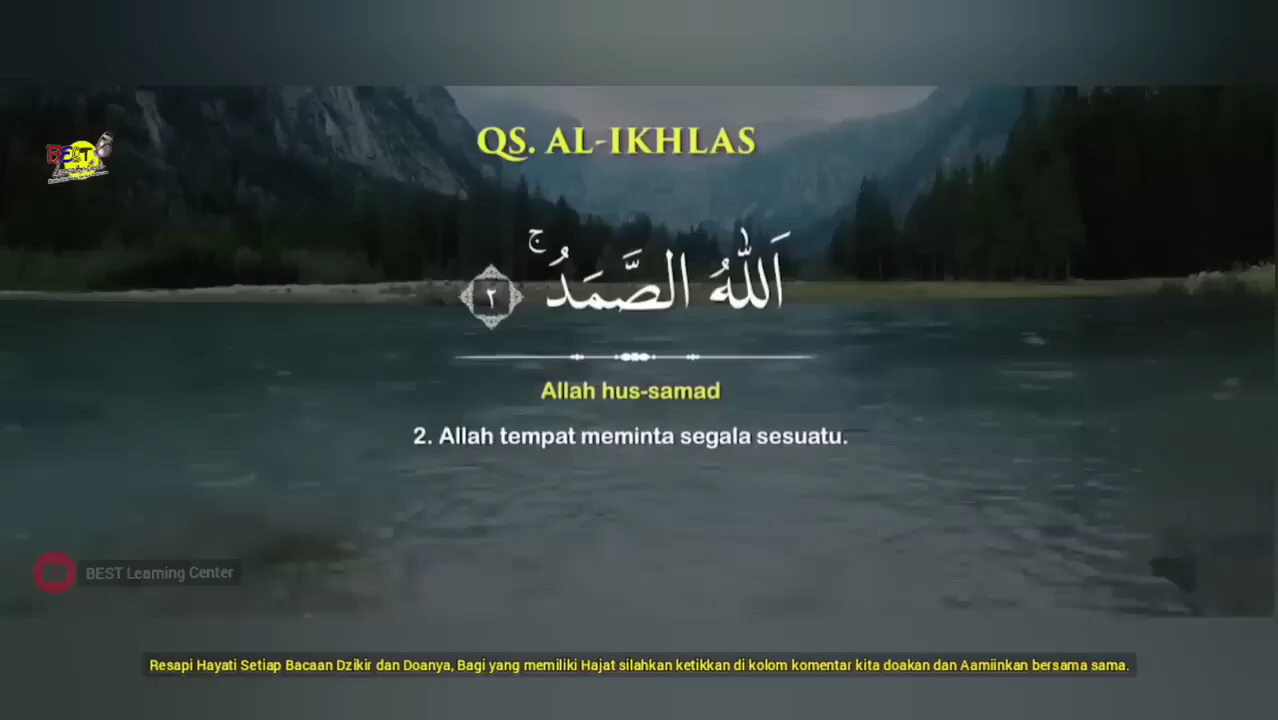 BEST
QS. AL-IKHLAS
اَللّٰهُ الصَّمَدُۚ ٢
Allah hus-samad
2. Allah tempat meminta segala sesuatu.
BEST Learning Center
Resapi Hayati Setiap Bacaan Dzikir dan Doanya, Bagi yang memiliki Hajat silahkan ketikkan di kolom komentar kita doakan dan Aamiinkan bersama sama.